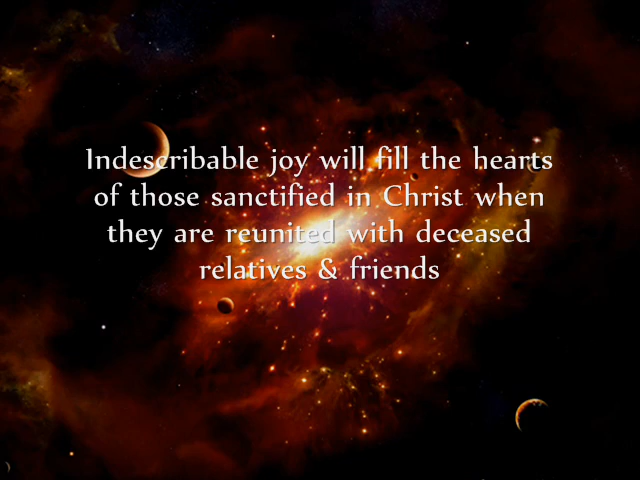 Indescribable joy will fill the hearts
of those sanctified in Christ when
they are reunited with deceased
relatives & friends